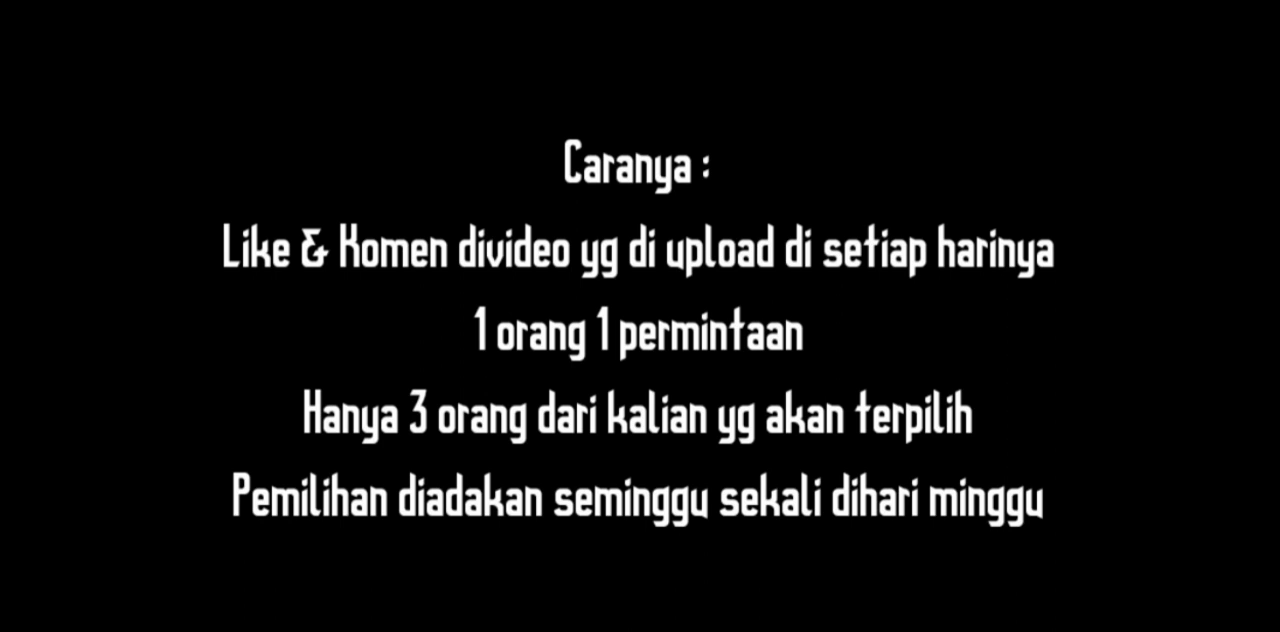 Caranya :
Like & Komen divideo yg di upload di setiap harinya
1 orang 1 permintaan
Hanya 3 orang dari kalian yg akan terpilih
Pemilihan diadakan seminggu sekali dihari minggu